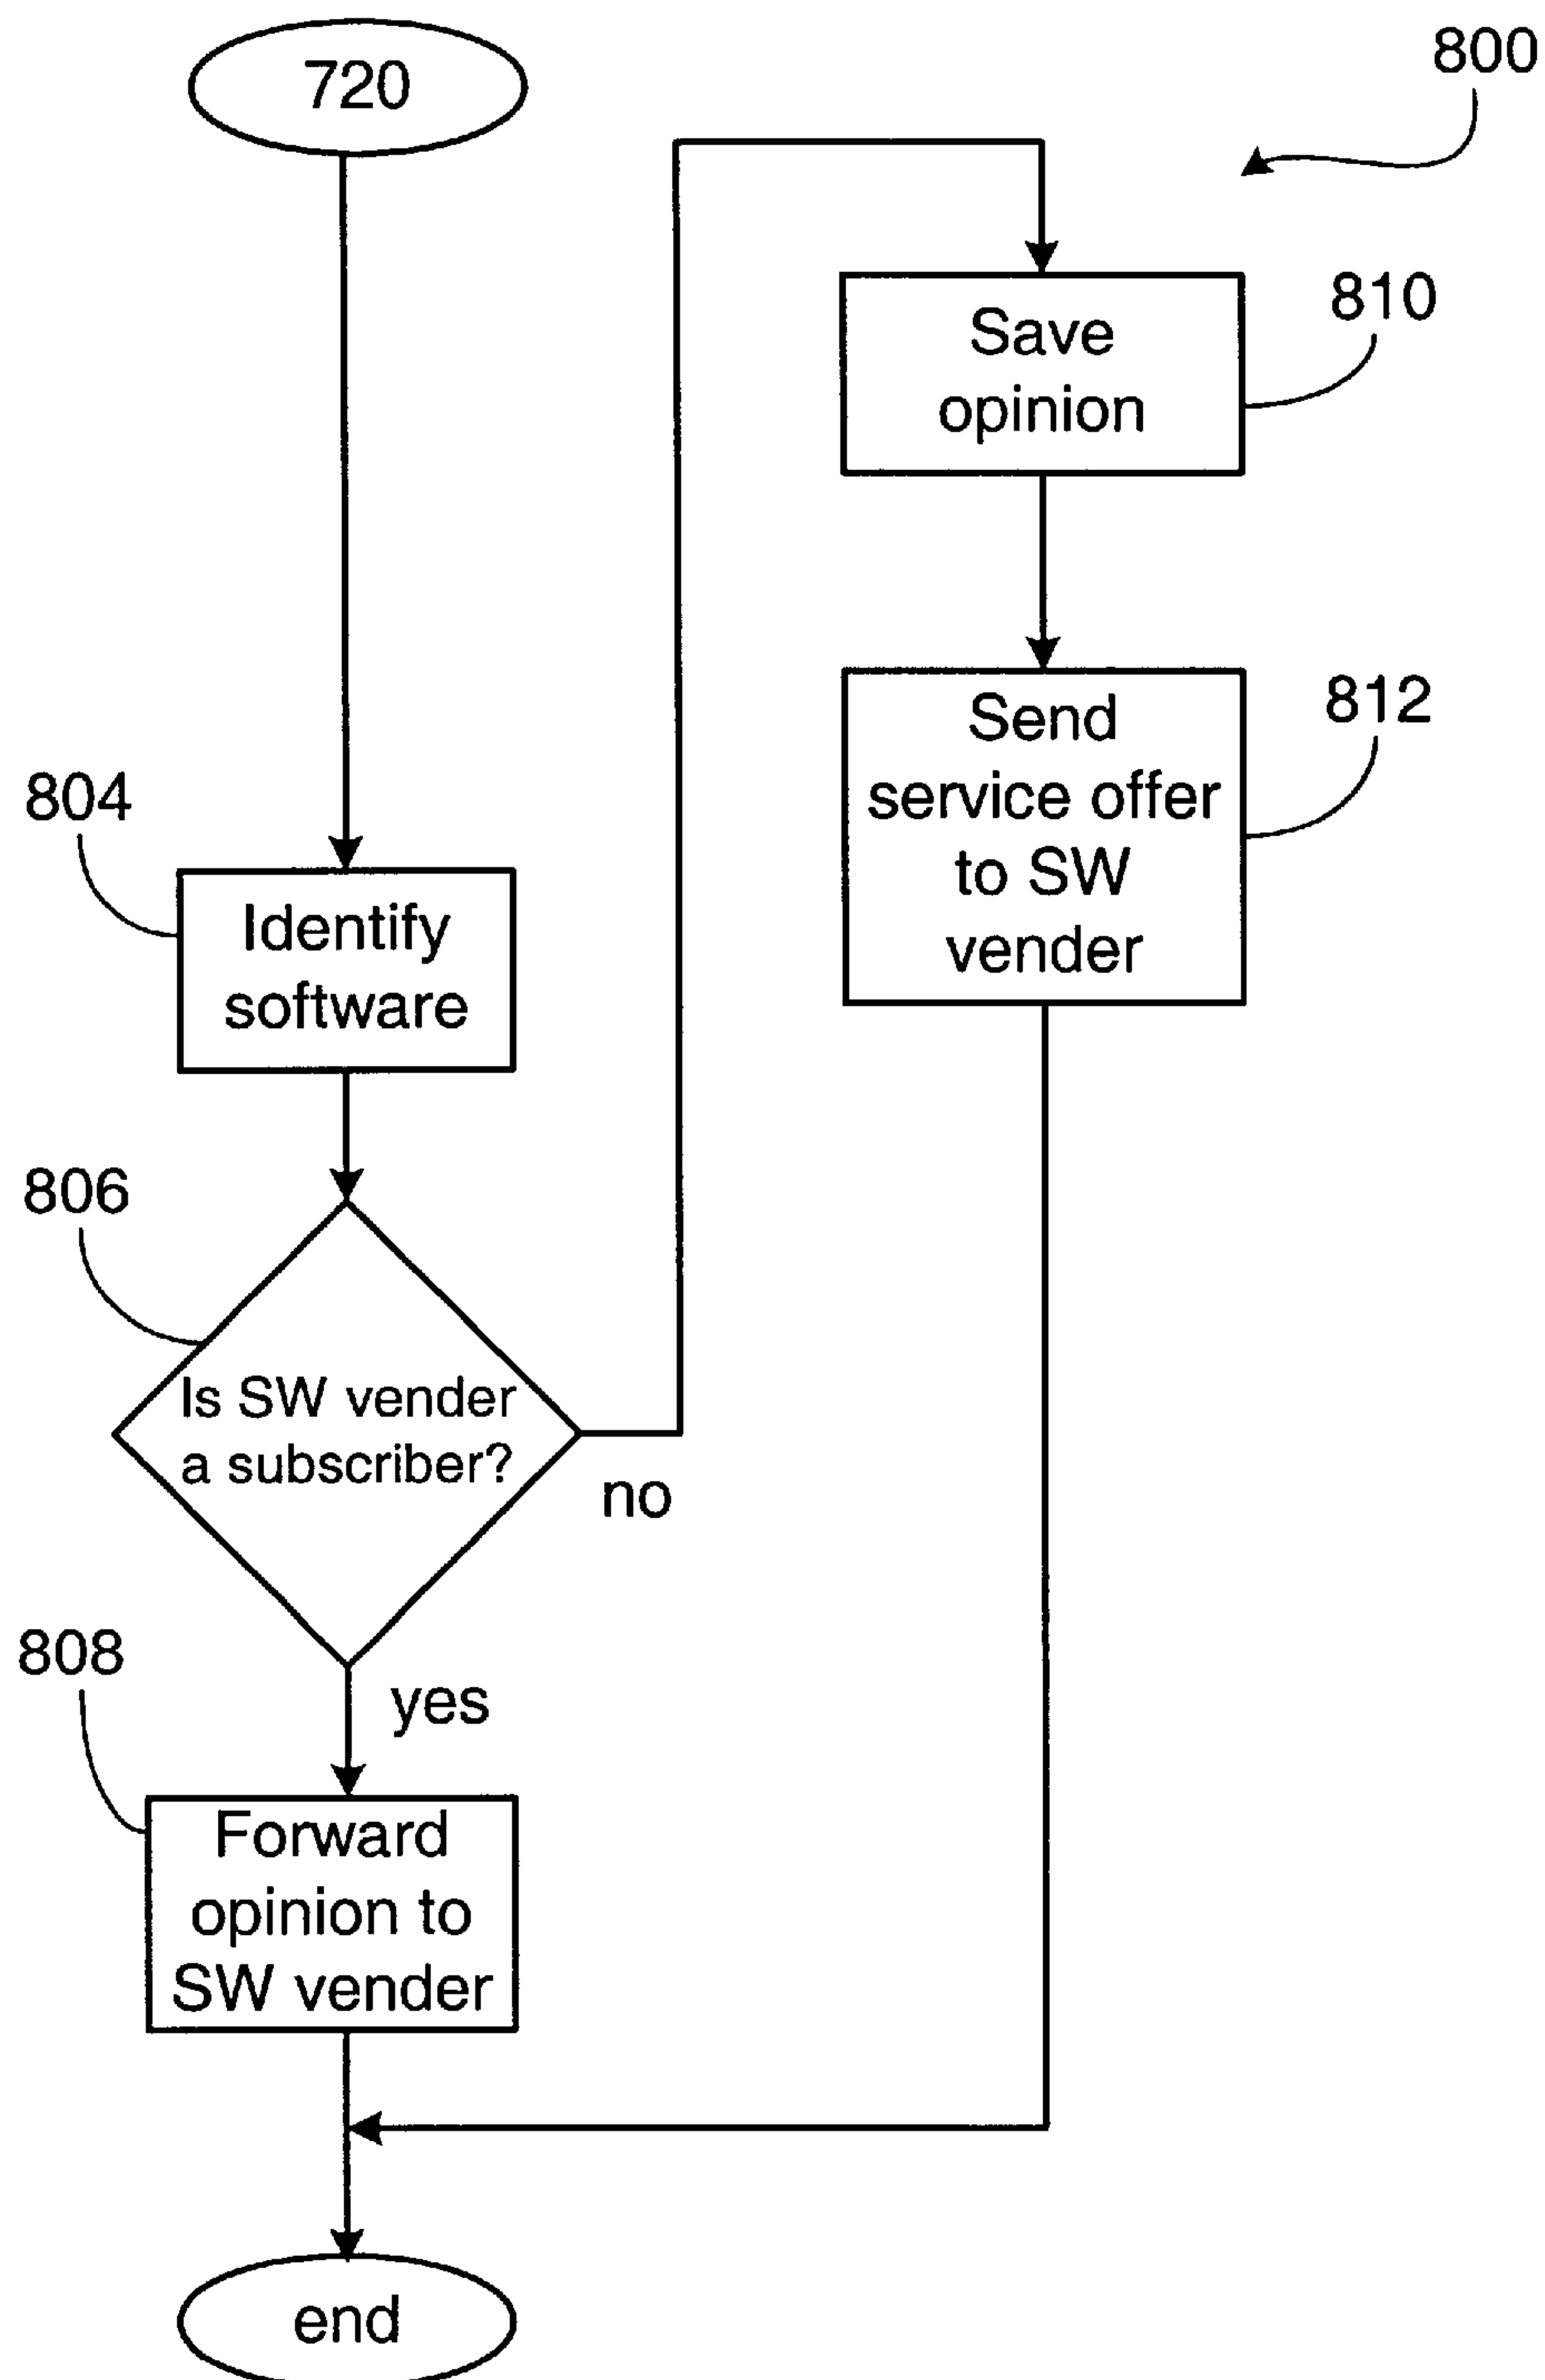 720
800
Save
opinion
810
Send
service offer
to SW
vender
812
804
Identify
software
806
Is SW vender
a subscriber?
no
yes
808
Forward
opinion to
SW vender
end